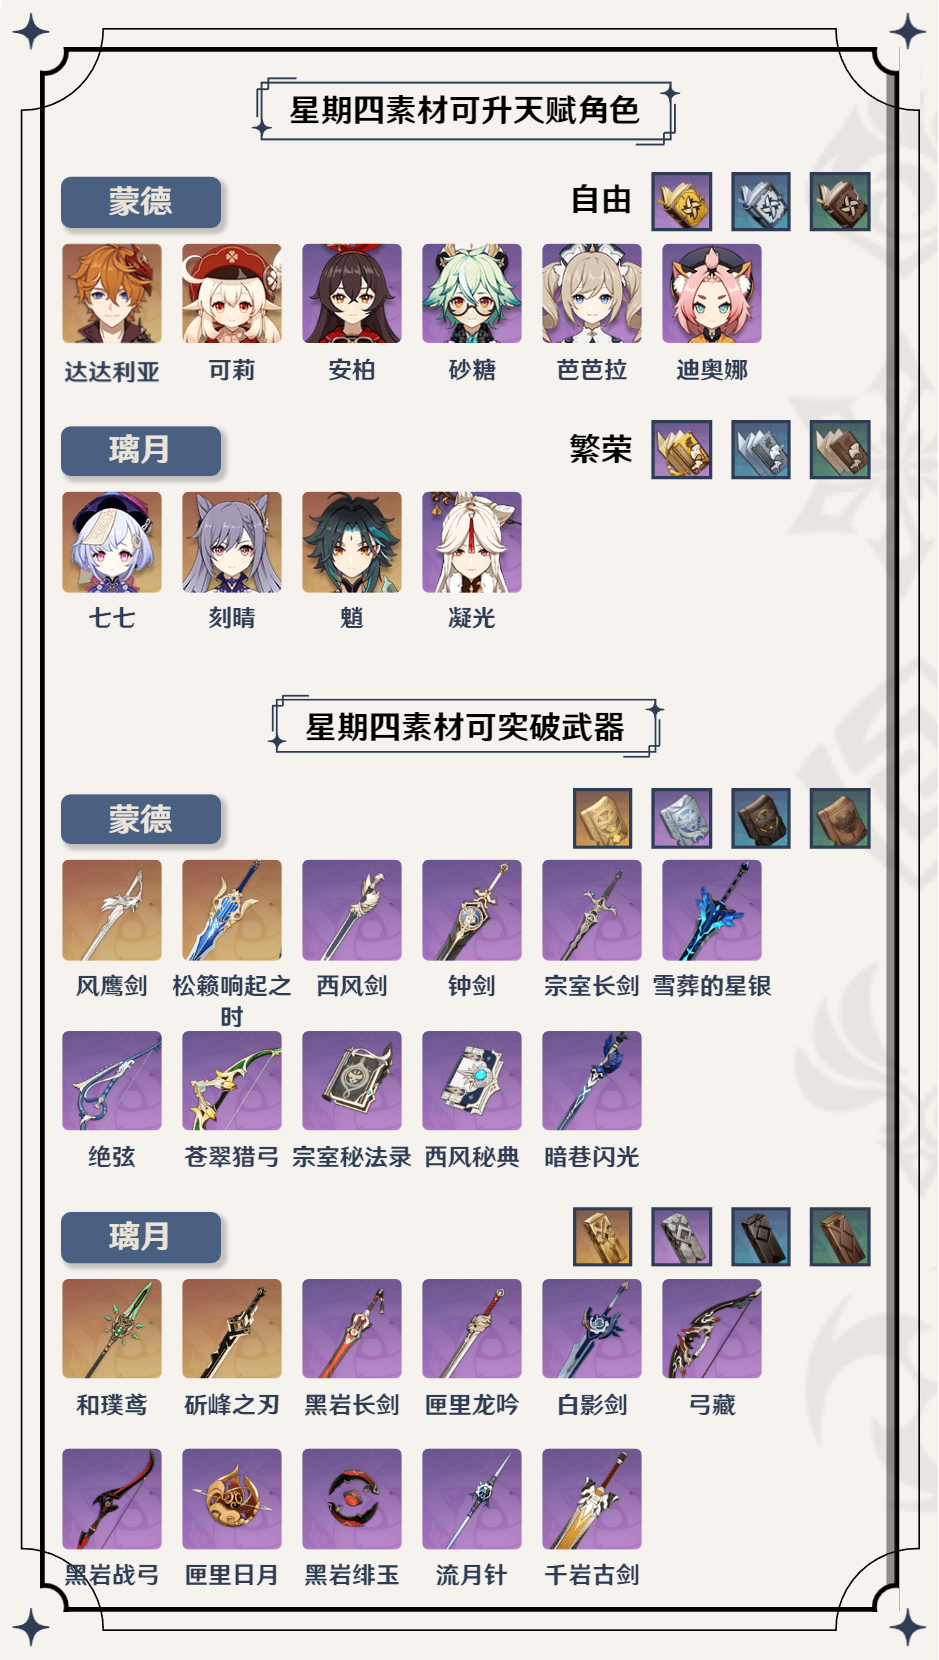 星期四素材可升天赋角色
蒙德
自由
达达利亚 可莉 安柏 砂糖 芭芭拉 迪奥娜
璃月
繁荣
七七 刻晴 魈 凝光
星期四素材可突破武器
蒙德
风鹰剑 松籁响起之时 西风剑 钟剑 宗室长剑 雪葬的星银
绝弦 苍翠猎弓 宗室秘法录 西风秘典 暗巷闪光
璃月
和璞鸢 斫峰之刃 黑岩长剑 匣里龙吟 白影剑 弓藏
黑岩战弓 匣里日月 黑岩绯玉 流月针 千岩古剑